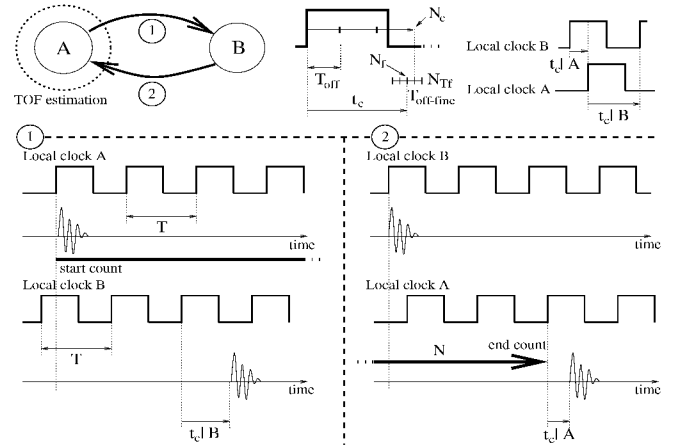 A
1
B
2
TOF estimation
N_c
T_off
N_f
N_Tf
T_off-fine
t_c
Local clock B
t_c| A
Local clock A
t_c| B
1
Local clock A
T
time
start count
Local clock B
T
time
t_c| B
2
Local clock B
time
Local clock A
N
end count
time
t_c| A